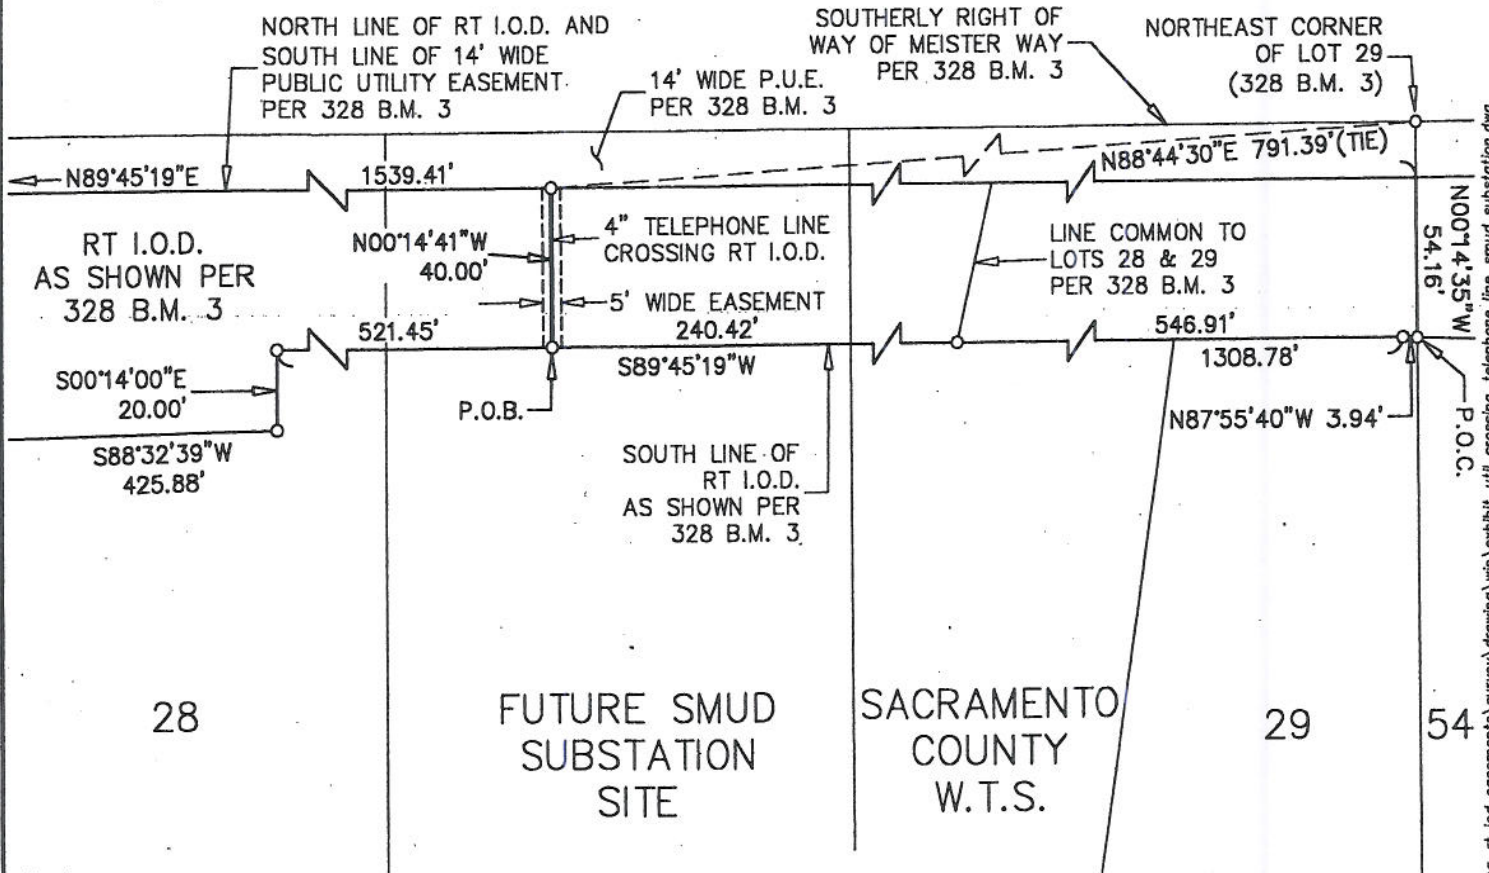 NORTH LINE OF RT I.O.D. AND
SOUTH LINE OF 14' WIDE
PUBLIC UTILITY EASEMENT
PER 328 B.M. 3
14' WIDE P.U.E.
PER 328 B.M. 3
SOUTHERLY RIGHT OF
WAY OF MEISTER WAY
PER 328 B.M. 3
NORTHEAST CORNER
OF LOT 29
(328 B.M. 3)
N89°45'19"E
1539.41'
N88°44'30"E 791.39'(TIE)
N00°14'35"W
54.16'
RT I.O.D.
AS SHOWN PER
328 B.M. 3
N00°14'41"W
40.00'
4" TELEPHONE LINE
CROSSING RT I.O.D.
5' WIDE EASEMENT
LINE COMMON TO
LOTS 28 & 29
PER 328 B.M. 3
521.45'
240.42'
S89°45'19"W
546.91'
1308.78'
S00°14'00"E
20.00'
P.O.B.
N87°55'40"W 3.94'
P.O.C.
S88°32'39"W
425.88'
SOUTH LINE OF
RT I.O.D.
AS SHOWN PER
328 B.M. 3
28
FUTURE SMUD
SUBSTATION
SITE
SACRAMENTO
COUNTY
W.T.S.
29
54